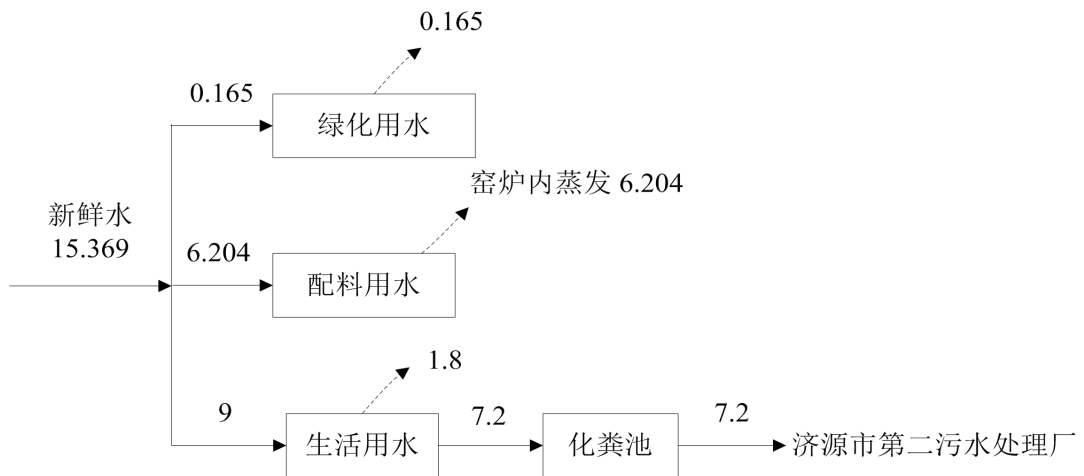 0.165
0.165
绿化用水
窑炉内蒸发 6.204
新鲜水
15.369
6.204
配料用水
1.8
9
生活用水
7.2
化粪池
7.2
济源市第二污水处理厂